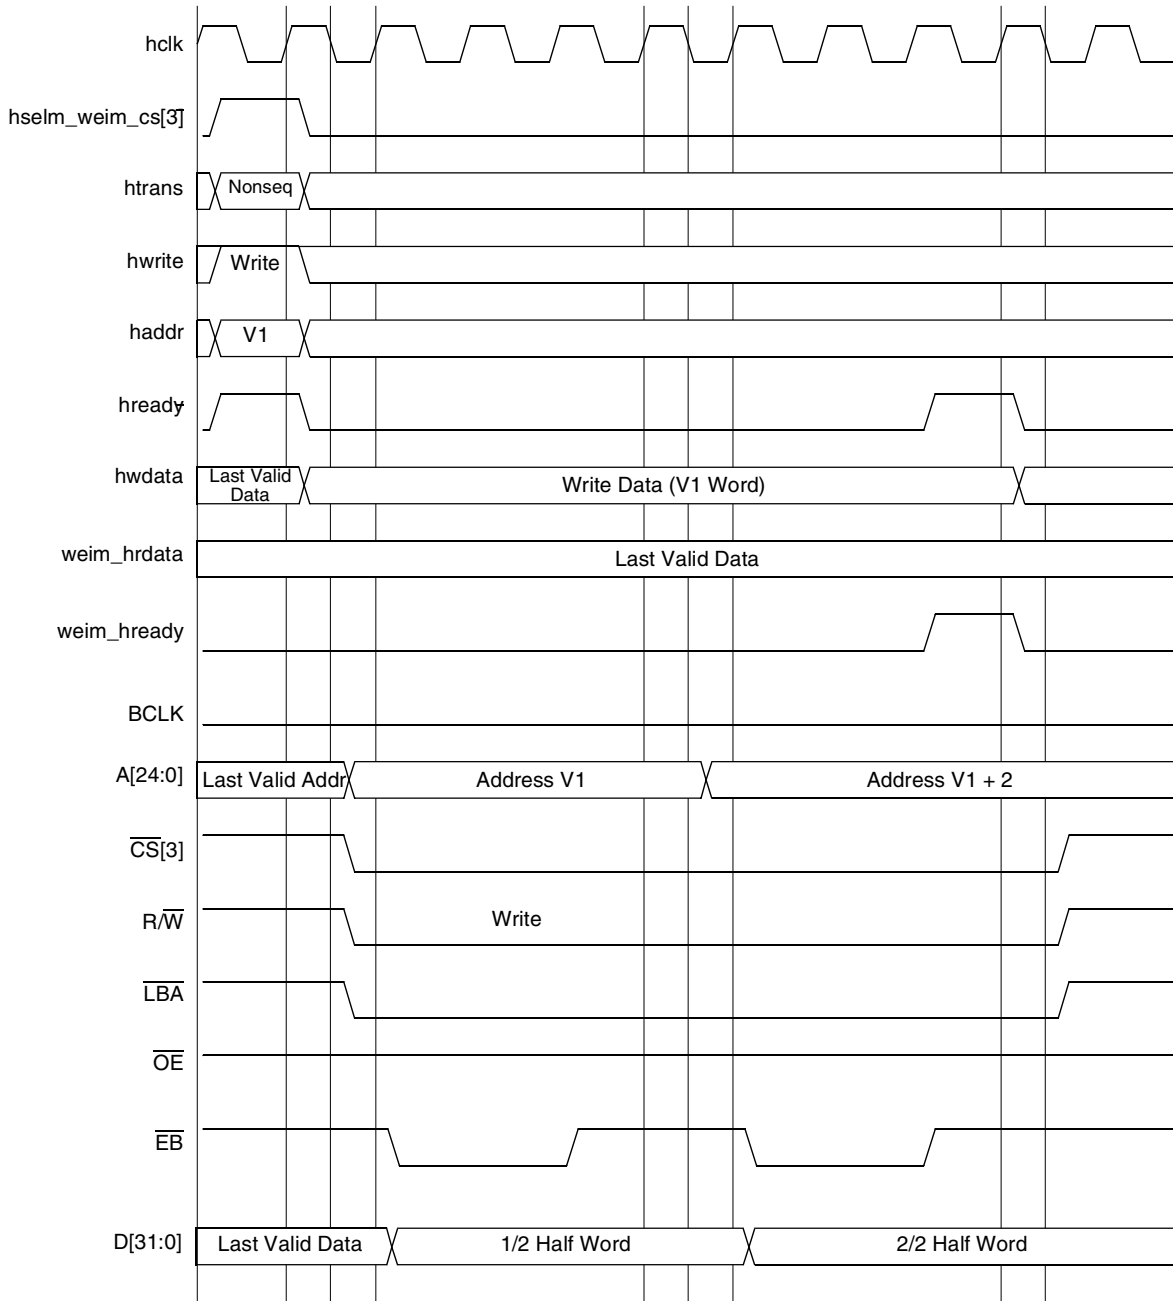 hclk
hselm_weim_cs[3]
htrans
Nonseq
hwrite
Write
haddr
V1
hready
hwdata
Last Valid
Data
Write Data (V1 Word)
weim_hrdata
Last Valid Data
weim_hready
BCLK
A[24:0]
Last Valid Addr
Address V1
Address V1 + 2
CS[3]
R/W
Write
LBA
OE
EB
D[31:0]
Last Valid Data
1/2 Half Word
2/2 Half Word